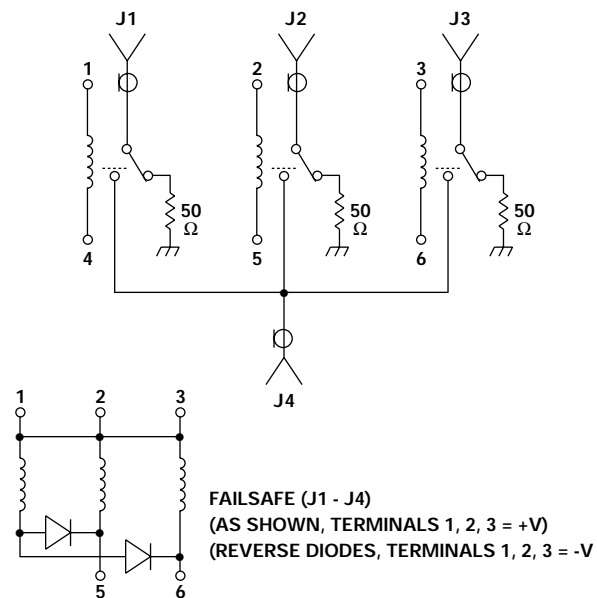 J1 J2 J3
1 2 3
50 Ω 50 Ω 50 Ω
4 5 6
J4
1 2 3
FAILSAFE (J1 - J4)
(AS SHOWN, TERMINALS 1, 2, 3 = +V)
(REVERSE DIODES, TERMINALS 1, 2, 3 = -V
5 6